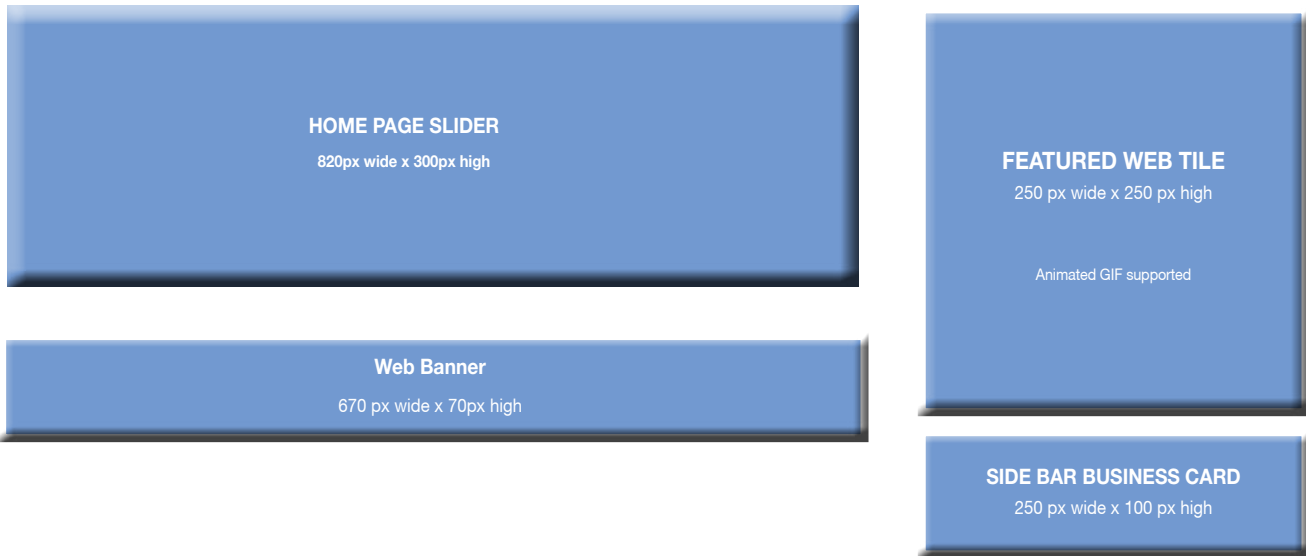 HOME PAGE SLIDER
820px wide x 300px high
Web Banner
670 px wide x 70px high
FEATURED WEB TILE
250 px wide x 250 px high
Animated GIF supported
SIDE BAR BUSINESS CARD
250 px wide x 100 px high